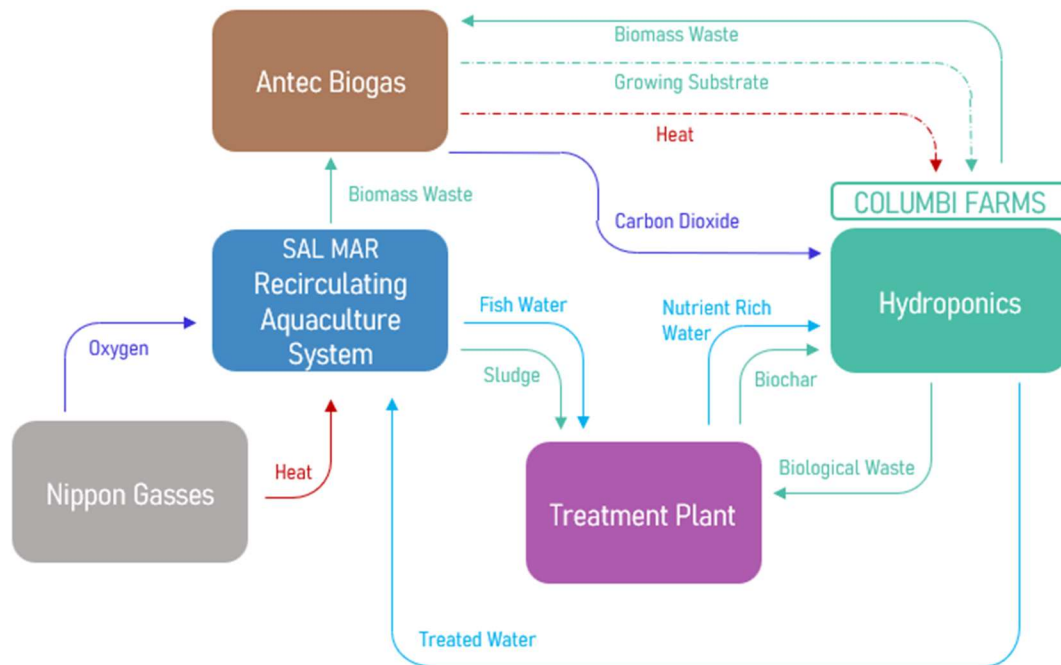 Biomass Waste
Antec Biogas
Growing Substrate
Heat
Biomass Waste
COLUMBI FARMS
Carbon Dioxide
SAL MAR
Recirculating
Aquaculture
System
Fish Water
Nutrient Rich
Water
Hydroponics
Oxygen
Sludge
Biochar
Heat
Biological Waste
Nippon Gasses
Treatment Plant
Treated Water